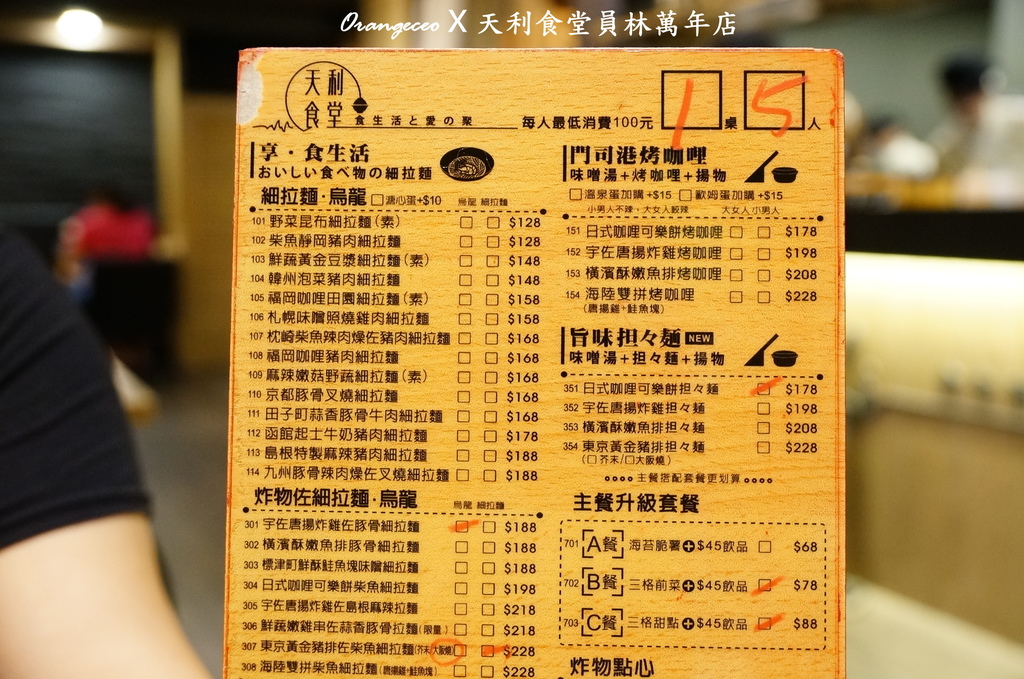 Orangeceo X 天利食堂員林萬年店
天利食堂
食生活と愛の聚
每人最低消費100元 1 桌 5 人
享・食生活
おいしい食べ物の細拉麵
細拉麵・烏龍 □溏心蛋+$10 烏龍 細拉麵
101 野菜昆布細拉麵(素) □ □ $128
102 柴魚靜岡豬肉細拉麵 □ □ $128
103 鮮蔬黃金豆漿細拉麵(素) □ □ $148
104 韓州泡菜豬肉細拉麵 □ □ $148
105 福岡咖哩田園細拉麵(素) □ □ $158
106 札幌味噌照燒雞肉細拉麵 □ □ $158
107 枕崎柴魚辣肉燥佐豬肉細拉麵 □ □ $168
108 福岡咖哩豬肉細拉麵 □ □ $168
109 麻辣嫩菇野蔬細拉麵(素) □ □ $168
110 京都豚骨叉燒細拉麵 □ □ $168
111 田子町蒜香豚骨牛肉細拉麵 □ □ $168
112 函館起士牛奶豬肉細拉麵 □ □ $178
113 島根特製麻辣豬肉細拉麵 □ □ $188
114 九州豚骨辣肉燥佐叉燒細拉麵 □ □ $188
炸物佐細拉麵・烏龍 烏龍 細拉麵
301 宇佐唐揚炸雞佐豚骨細拉麵 □ □ $188
302 橫濱酥嫩魚排豚骨細拉麵 □ □ $188
303 標津町鮮酥鮭魚塊味噌細拉麵 □ □ $188
304 日式咖哩可樂餅柴魚細拉麵 □ □ $198
305 宇佐唐揚炸雞佐島根麻辣拉麵 □ □ $218
306 鮮蔬嫩雞串佐蒜香豚骨拉麵(限量) □ □ $218
307 東京黃金豬排佐柴魚細拉麵(芥末/大阪燒) □ □ $228
308 海陸雙拼柴魚細拉麵(唐揚雞+鮭魚塊) □ □ $228
門司港烤咖哩
味噌湯+烤咖哩+揚物
□溫泉蛋加購+$15 □歐姆蛋加購+$15
小男人不辣、大女人較辣 大女人 小男人
151 日式咖哩可樂餅烤咖哩 □ □ $178
152 宇佐唐揚炸雞烤咖哩 □ □ $198
153 橫濱酥嫩魚排烤咖哩 □ □ $208
154 海陸雙拼烤咖哩 □ □ $228
(唐揚雞+鮭魚塊)
旨味担々麺 NEW
味噌湯+担々麺+揚物
351 日式咖哩可樂餅担々麺 □ $178
352 宇佐唐揚炸雞担々麺 □ $198
353 橫濱酥嫩魚排担々麺 □ $208
354 東京黃金豬排担々麺 □ $228
(□芥末/□大阪燒)
主餐搭配套餐更划算
主餐升級套餐
701 A餐 海苔脆薯+$45飲品 □ $68
702 B餐 三格前菜+$45飲品 □ $78
703 C餐 三格甜點+$45飲品 □ $88
炸物點心